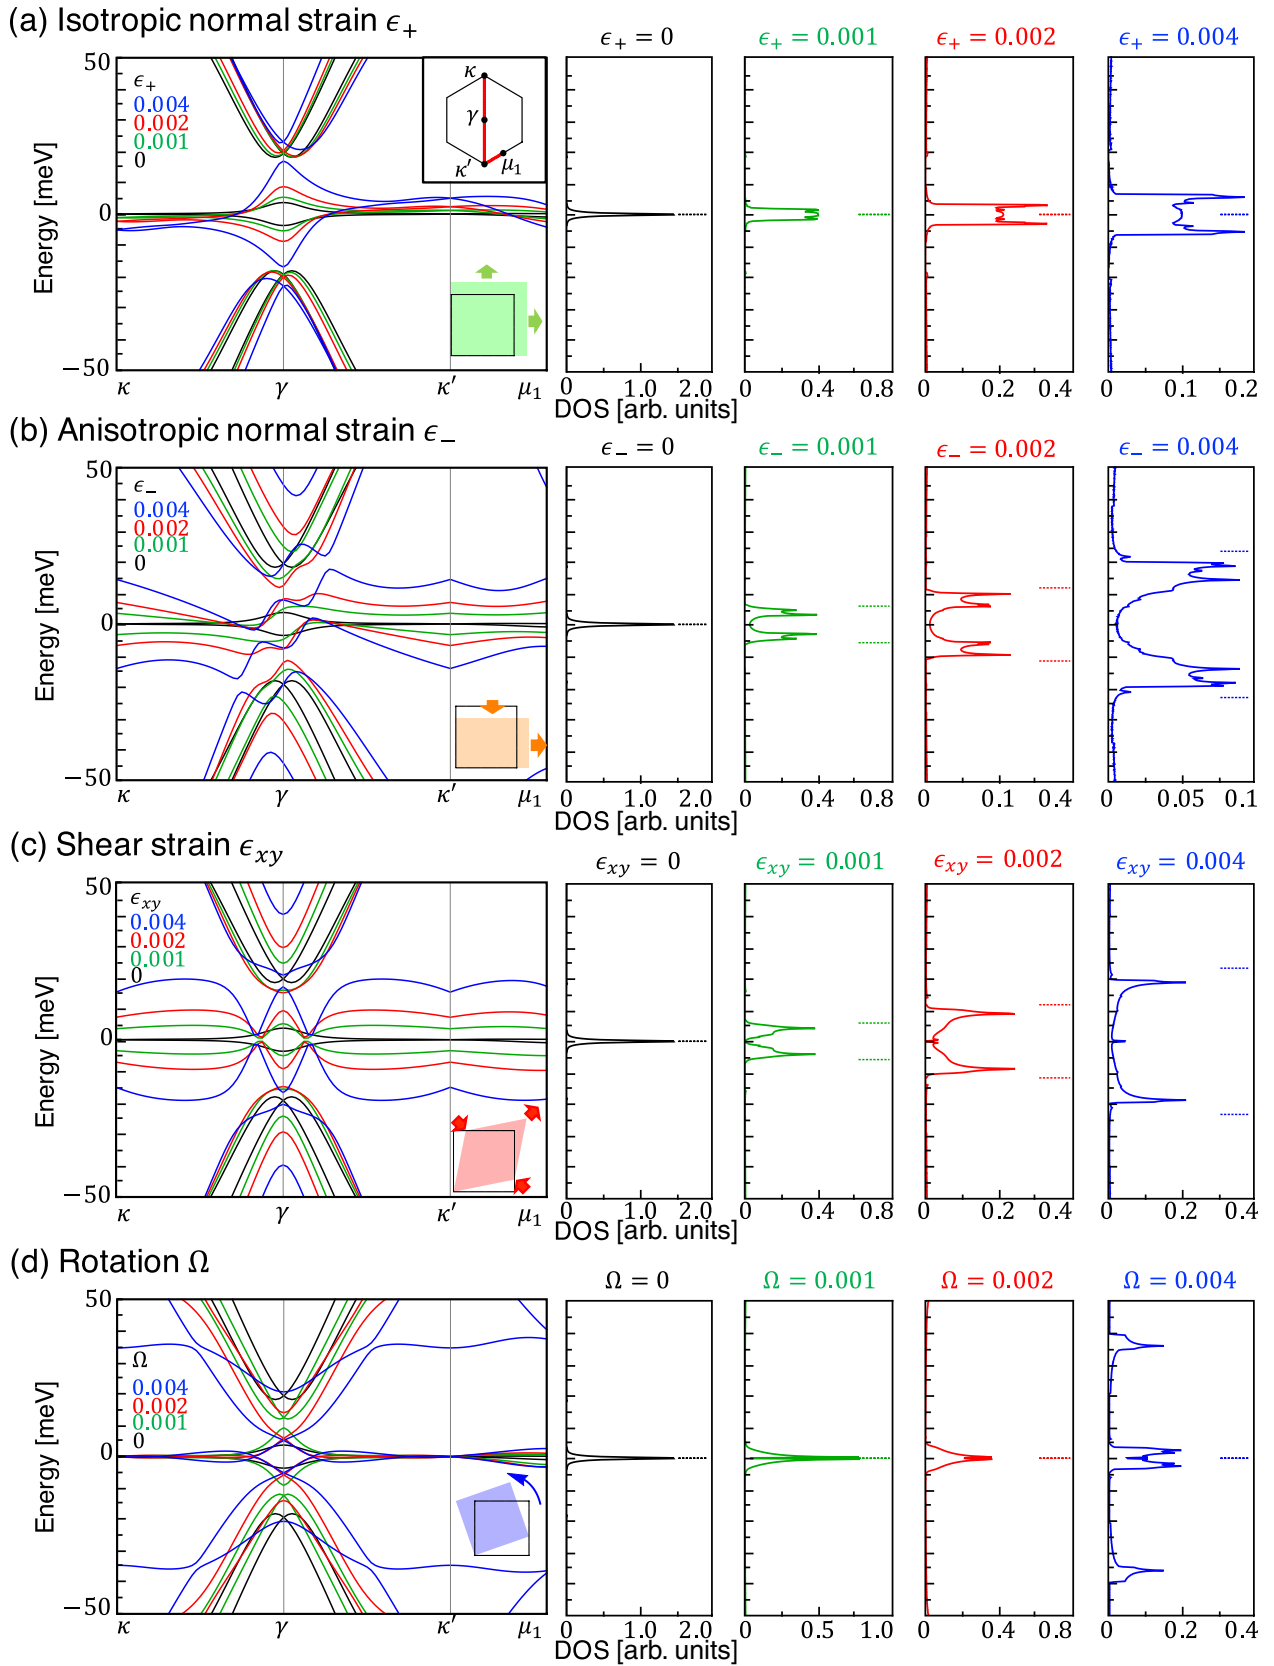 (a) Isotropic normal strain ϵ₊
ϵ₊ = 0
ϵ₊ = 0.001
ϵ₊ = 0.002
ϵ₊ = 0.004
50
0
−50
Energy [meV]
ϵ₊
0.004
0.002
0.001
0
κ
γ
κ′
μ₁
κ
γ
κ′
μ₁
0 1.0 2.0
0 0.4 0.8
0 0.2 0.4
0 0.1 0.2
DOS [arb. units]
(b) Anisotropic normal strain ϵ₋
ϵ₋ = 0
ϵ₋ = 0.001
ϵ₋ = 0.002
ϵ₋ = 0.004
50
0
−50
Energy [meV]
ϵ₋
0.004
0.002
0.001
0
κ
γ
κ′
μ₁
0 1.0 2.0
0 0.4 0.8
0 0.1 0.4
0 0.05 0.1
DOS [arb. units]
(c) Shear strain ϵxy
ϵxy = 0
ϵxy = 0.001
ϵxy = 0.002
ϵxy = 0.004
50
0
−50
Energy [meV]
ϵxy
0.004
0.002
0.001
0
κ
γ
κ′
μ₁
0 1.0 2.0
0 0.4 0.8
0 0.2 0.4
0 0.2 0.4
DOS [arb. units]
(d) Rotation Ω
Ω = 0
Ω = 0.001
Ω = 0.002
Ω = 0.004
50
0
−50
Energy [meV]
Ω
0.004
0.002
0.001
0
κ
γ
κ′
μ₁
0 1.0 2.0
0 0.5 1.0
0 0.2 0.4
0 0.2 0.4
DOS [arb. units]